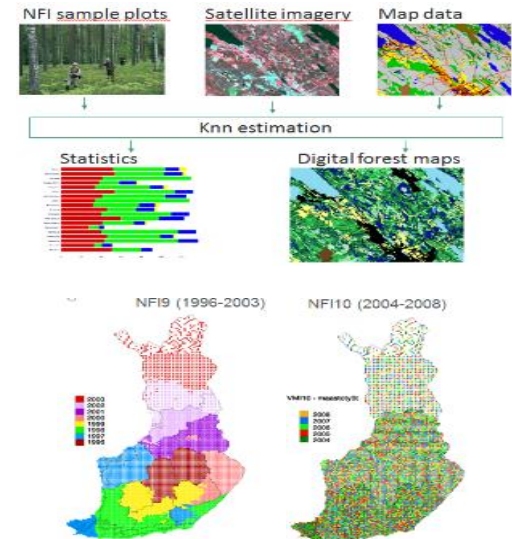 NFI sample plots
Satellite imagery
Map data
Knn estimation
Statistics
Digital forest maps
NFI9 (1996-2003)
NFI10 (2004-2008)
2003
2002
2001
2000
1999
1998
1997
1996
2008
2007
2006
2005
2004